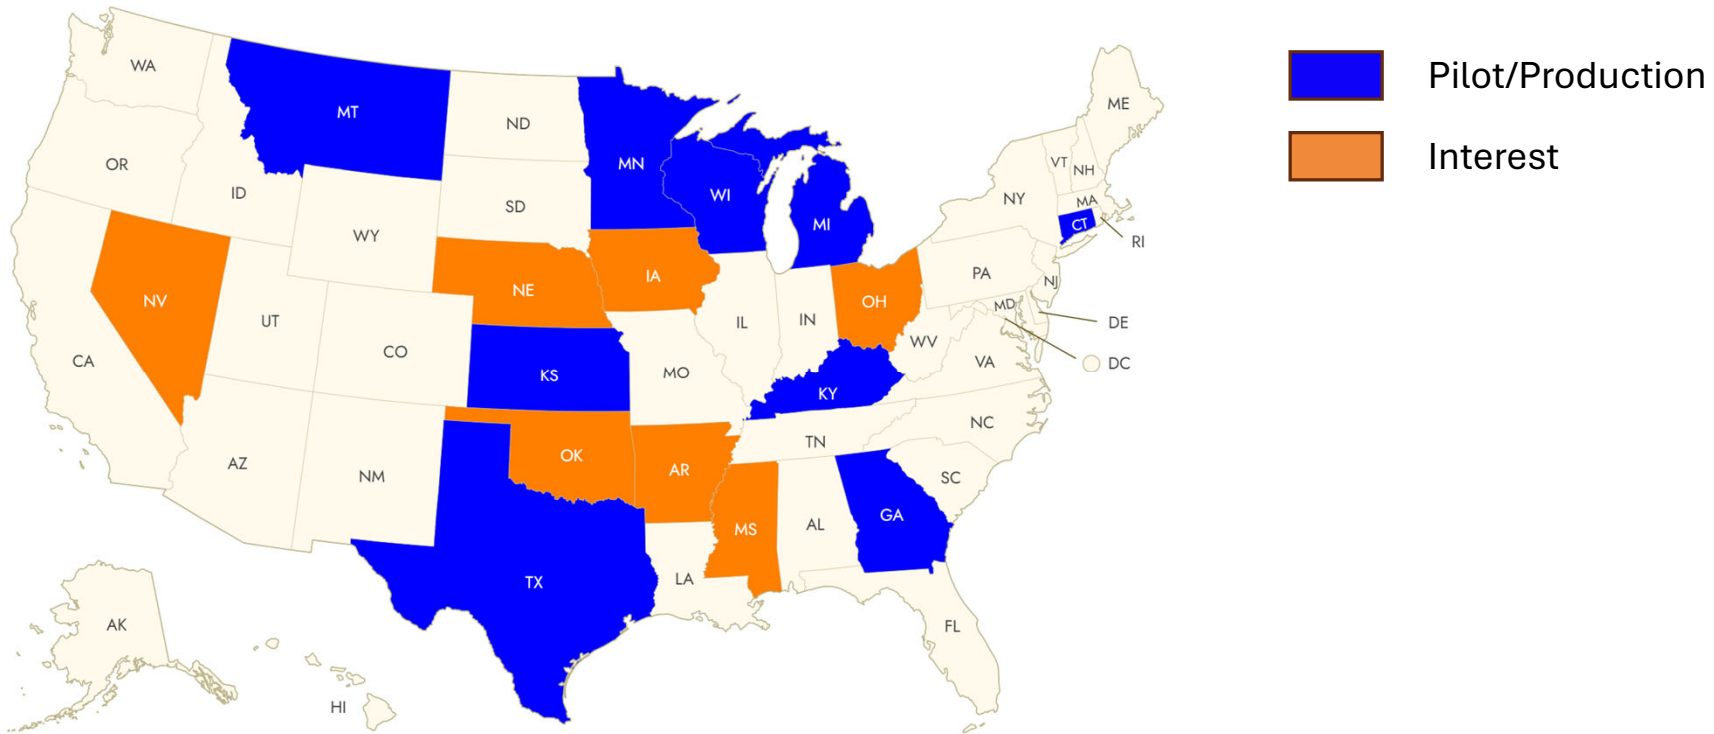 Pilot/Production
Interest
WA
MT
ND
MN
ME
OR
ID
SD
WI
MI
VT
NH
NY
MA
CT
RI
WY
NV
NE
IA
IL
IN
OH
PA
NJ
MD
DE
DC
UT
CO
CA
KS
MO
KY
WV
VA
AZ
NM
OK
AR
TN
NC
SC
MS
AL
GA
TX
LA
FL
AK
HI